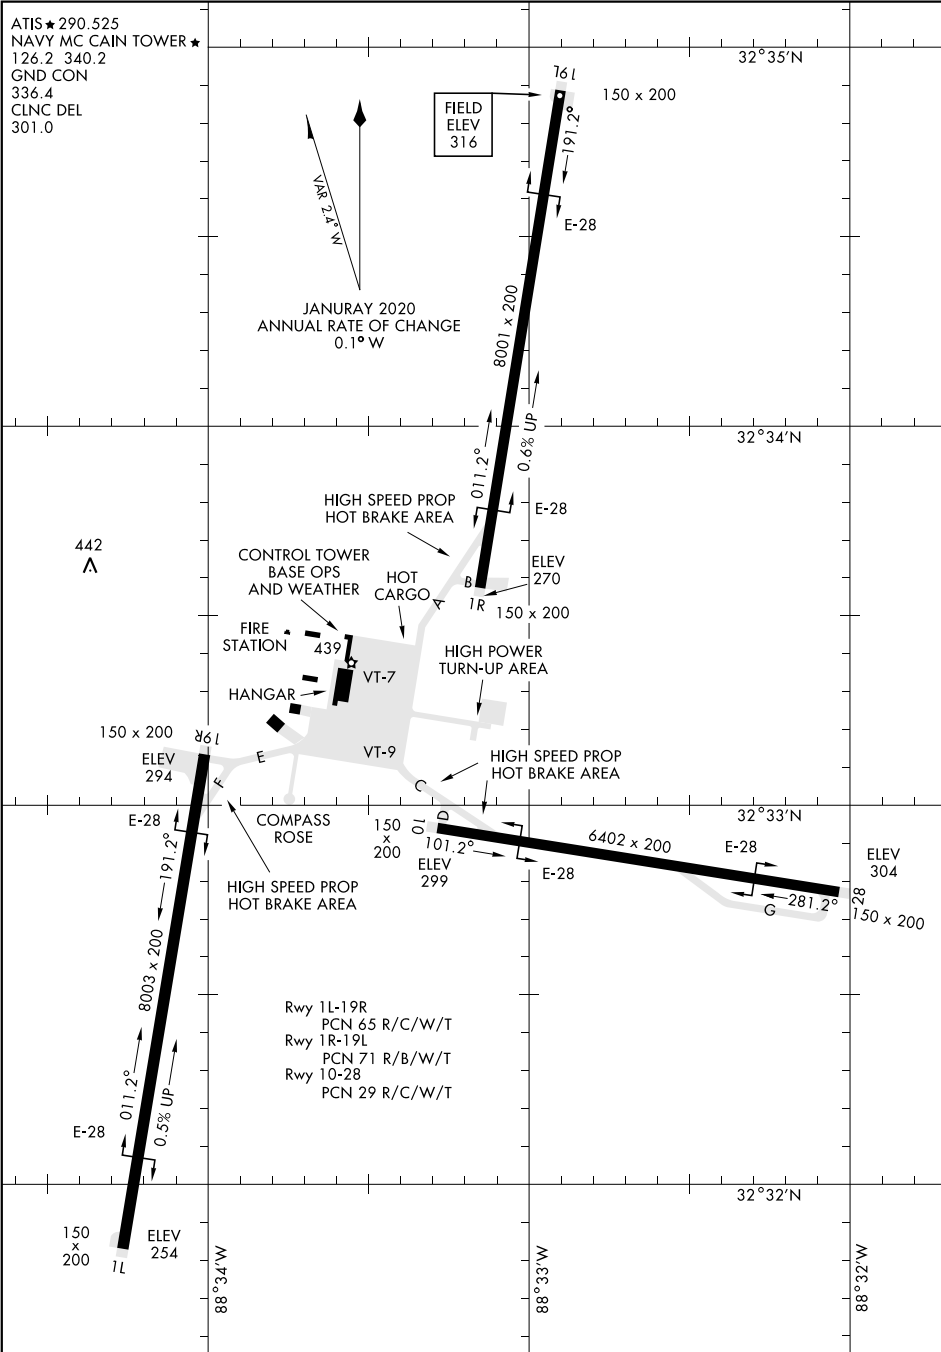 ATIS★290.525
NAVY MC CAIN TOWER★
126.2 340.2
GND CON
336.4
CLNC DEL
301.0
32°35'N
19L
150 x 200
FIELD
ELEV
316
191.2°
VAR 2.4° W
E-28
JANURAY 2020
ANNUAL RATE OF CHANGE
0.1° W
8001 x 200
32°34'N
011.2°
0.6% UP
HIGH SPEED PROP
HOT BRAKE AREA
E-28
442
CONTROL TOWER
BASE OPS
AND WEATHER
HOT
CARGO
A
B
ELEV
270
1R
150 x 200
FIRE
STATION
439
VT-7
HIGH POWER
TURN-UP AREA
HANGAR
150 x 200
19R
ELEV
294
E
F
VT-9
HIGH SPEED PROP
HOT BRAKE AREA
C
D
32°33'N
E-28
COMPASS
ROSE
150
x
200
10
101.2°
ELEV
299
6402 x 200
E-28
E-28
ELEV
304
281.2°
28
G
150 x 200
191.2°
HIGH SPEED PROP
HOT BRAKE AREA
8003 x 200
Rwy 1L-19R
PCN 65 R/C/W/T
Rwy 1R-19L
PCN 71 R/B/W/T
Rwy 10-28
PCN 29 R/C/W/T
011.2°
0.5% UP
E-28
32°32'N
150
x
200
ELEV
254
1L
88°34'W
88°33'W
88°32'W